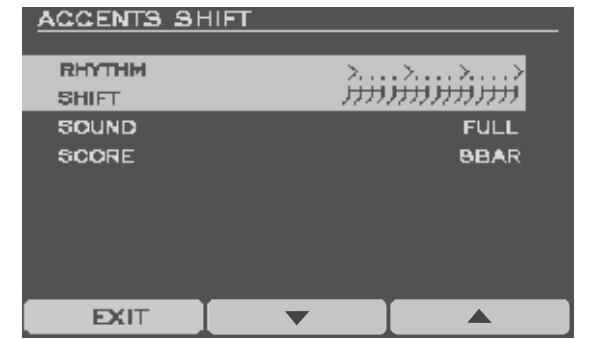 ACCENTS SHIFT
RHYTHM >....>....>....>
SHIFT
SOUND FULL
SCORE 8BAR
EXIT ▼ ▲